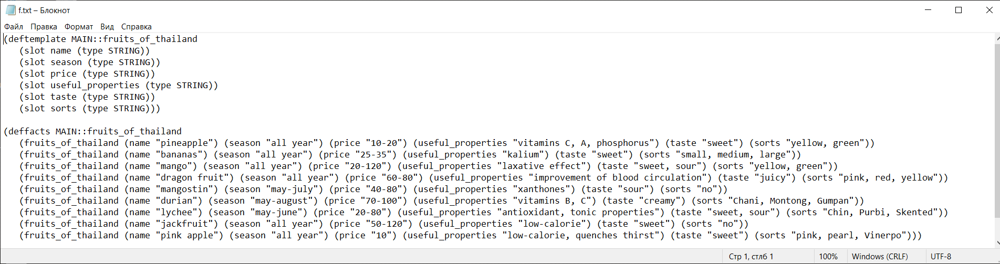 f.txt – Блокнот
Файл Правка Формат Вид Справка
(deftemplate MAIN::fruits_of_thailand
   (slot name (type STRING))
   (slot season (type STRING))
   (slot price (type STRING))
   (slot useful_properties (type STRING))
   (slot taste (type STRING))
   (slot sorts (type STRING)))

(deffacts MAIN::fruits_of_thailand
   (fruits_of_thailand (name "pineapple") (season "all year") (price "10-20") (useful_properties "vitamins C, A, phosphorus") (taste "sweet") (sorts "yellow, green"))
   (fruits_of_thailand (name "bananas") (season "all year") (price "25-35") (useful_properties "kalium") (taste "sweet") (sorts "small, medium, large"))
   (fruits_of_thailand (name "mango") (season "all year") (price "20-120") (useful_properties "laxative effect") (taste "sweet, sour") (sorts "yellow, green"))
   (fruits_of_thailand (name "dragon fruit") (season "all year") (price "60-80") (useful_properties "improvement of blood circulation") (taste "juicy") (sorts "pink, red, yellow"))
   (fruits_of_thailand (name "mangostin") (season "may-july") (price "40-80") (useful_properties "xanthones") (taste "sour") (sorts "no"))
   (fruits_of_thailand (name "durian") (season "may-august") (price "70-100") (useful_properties "vitamins B, C") (taste "creamy") (sorts "Chani, Montong, Gumpan"))
   (fruits_of_thailand (name "lychee") (season "may-june") (price "20-80") (useful_properties "antioxidant, tonic properties") (taste "sweet, sour") (sorts "Chin, Purbi, Skented"))
   (fruits_of_thailand (name "jackfruit") (season "all year") (price "50-120") (useful_properties "low-calorie") (taste "sweet") (sorts "no"))
   (fruits_of_thailand (name "pink apple") (season "all year") (price "10") (useful_properties "low-calorie, quenches thirst") (taste "sweet") (sorts "pink, pearl, Vinerpo")))
Стр 1, стлб 1 100% Windows (CRLF) UTF-8